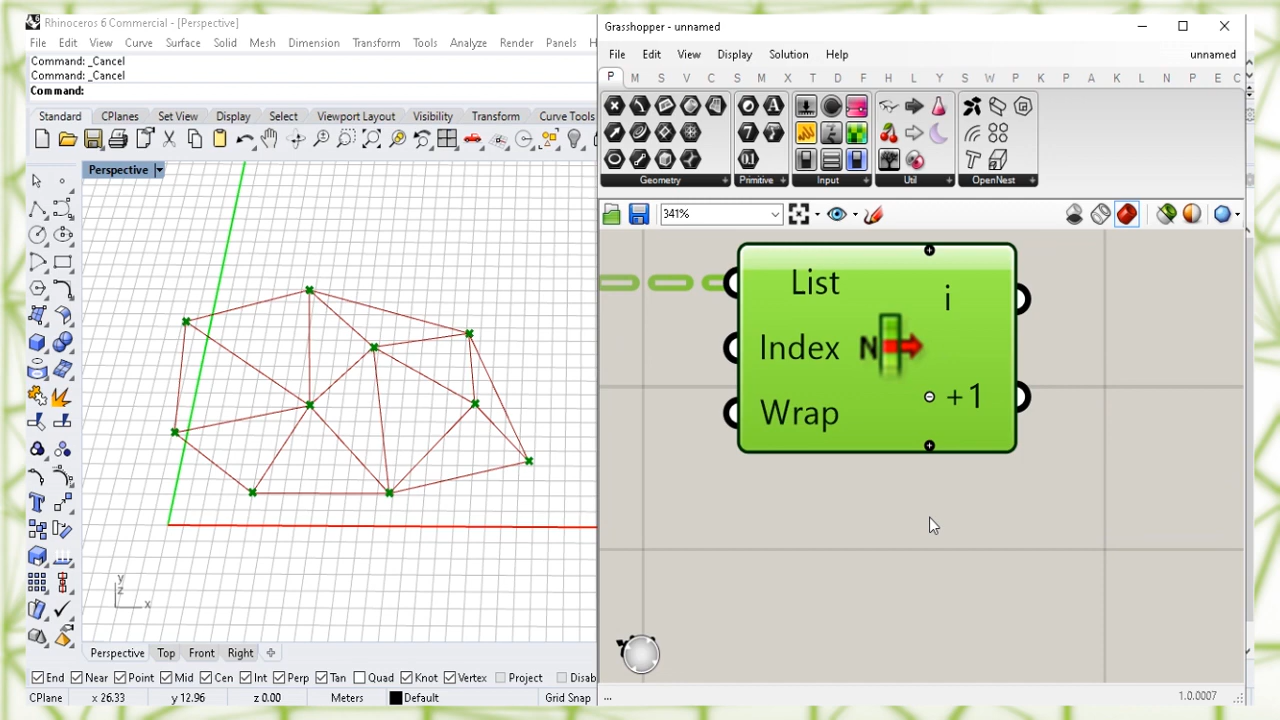 Rhinoceros 6 Commercial - [Perspective]
File Edit View Curve Surface Solid Mesh Dimension Transform Tools Analyze Render Panels H
Command: _Cancel
Command: _Cancel
Command:
Standard CPlanes Set View Display Select Viewport Layout Visibility Transform Curve Tools
Perspective
y
z
x
Perspective Top Front Right
End Near Point Mid Cen Int Perp Tan Quad Knot Vertex Project Disab
CPlane x 26.33 y 12.96 z 0.00 Meters Default Grid Snap
Grasshopper - unnamed
File Edit View Display Solution Help unnamed
P M S V C S V M X T D F H L Y S W P K P A K L N P E C
Geometry Primitive Input Util OpenNest
341%
List
i
Index
N
+1
Wrap
...
1.0.0007